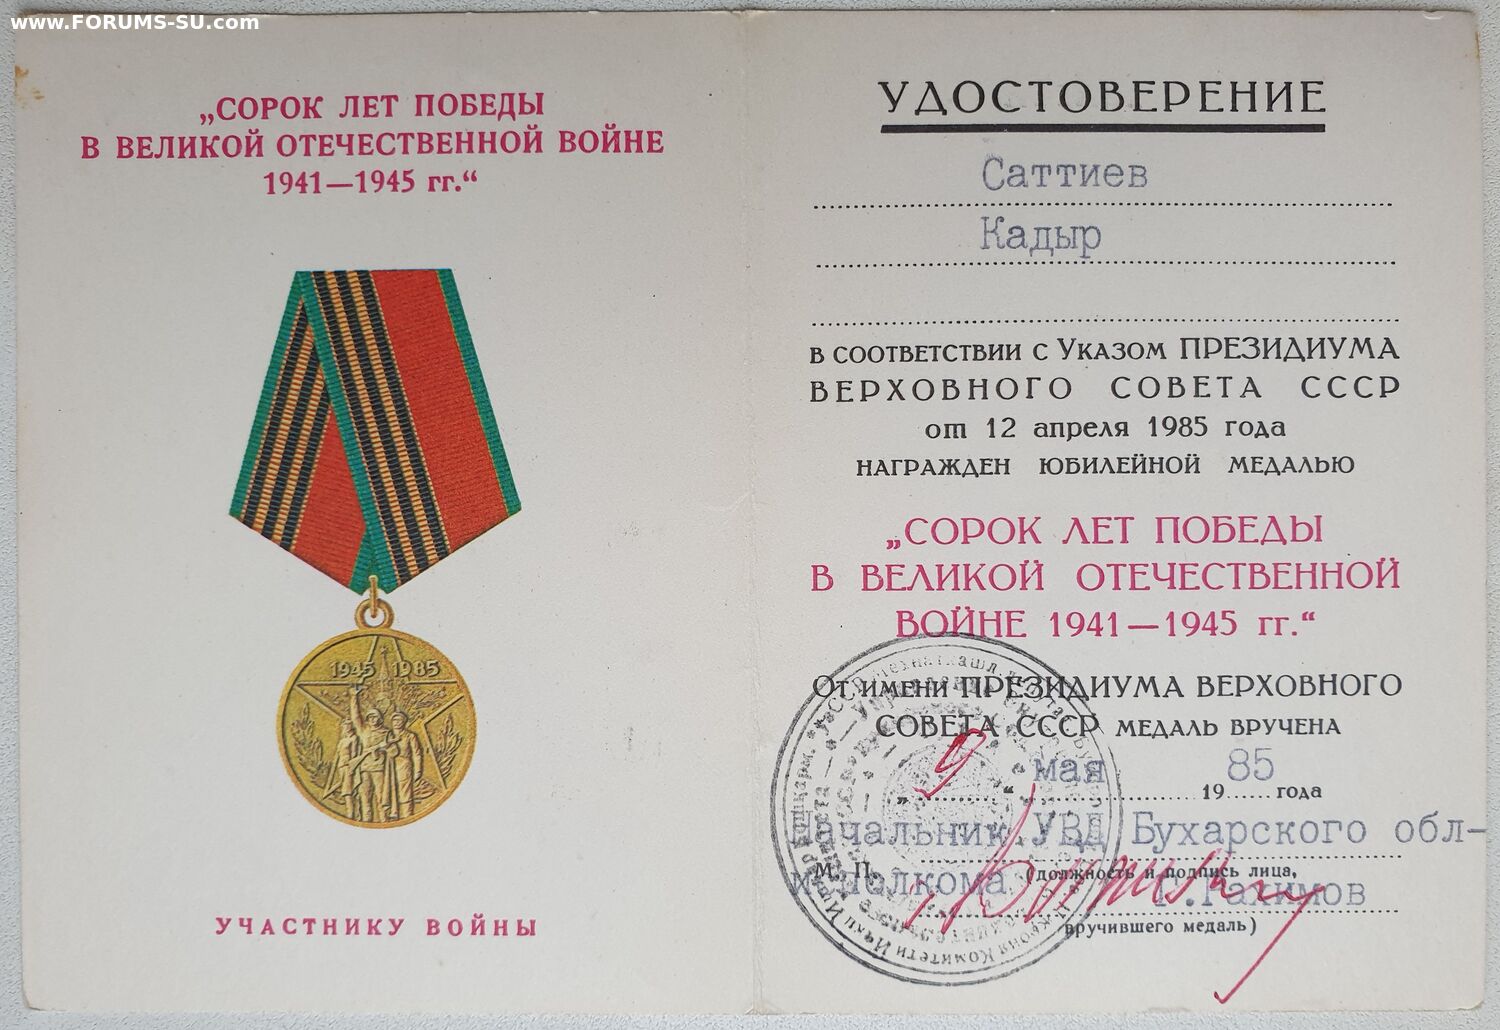 www.FORUMS-SU.com
„СОРОК ЛЕТ ПОБЕДЫ
В ВЕЛИКОЙ ОТЕЧЕСТВЕННОЙ ВОЙНЕ
1941—1945 гг.“
1945 1985
УЧАСТНИКУ ВОЙНЫ
УДОСТОВЕРЕНИЕ
Саттиев
Кадыр
В СООТВЕТСТВИИ С УКАЗОМ ПРЕЗИДИУМА
ВЕРХОВНОГО СОВЕТА СССР
от 12 апреля 1985 года
НАГРАЖДЕН ЮБИЛЕЙНОЙ МЕДАЛЬЮ
„СОРОК ЛЕТ ПОБЕДЫ
В ВЕЛИКОЙ ОТЕЧЕСТВЕННОЙ
ВОЙНЕ 1941—1945 гг.“
ОТ ИМЕНИ ПРЕЗИДИУМА ВЕРХОВНОГО
СОВЕТА СССР МЕДАЛЬ ВРУЧЕНА
„9“ мая 1985 года
Начальник УВД Бухарского обл-
исполкома
М. П. (должность и подпись лица,
Рахимов
вручившего медаль)